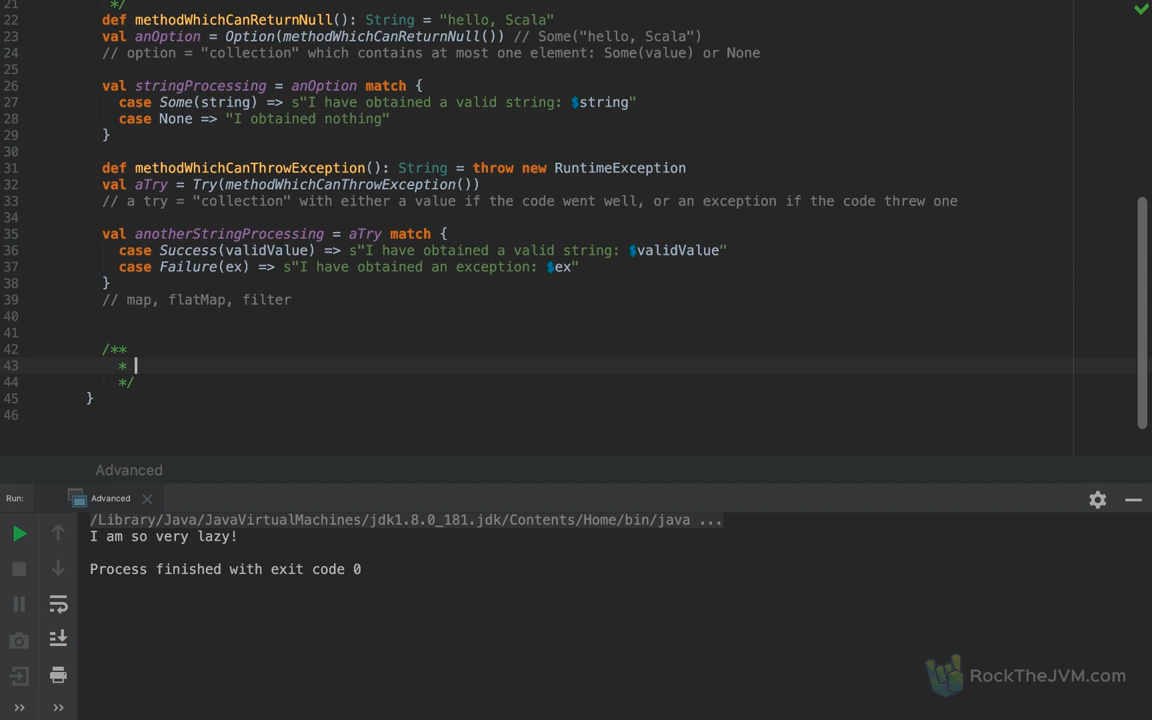 21 */
22 def methodWhichCanReturnNull(): String = "hello, Scala"
23 val anOption = Option(methodWhichCanReturnNull()) // Some("hello, Scala")
24 // option = "collection" which contains at most one element: Some(value) or None
25
26 val stringProcessing = anOption match {
27 case Some(string) => s"I have obtained a valid string: $string"
28 case None => "I obtained nothing"
29 }
30
31 def methodWhichCanThrowException(): String = throw new RuntimeException
32 val aTry = Try(methodWhichCanThrowException())
33 // a try = "collection" with either a value if the code went well, or an exception if the code threw one
34
35 val anotherStringProcessing = aTry match {
36 case Success(validValue) => s"I have obtained a valid string: $validValue"
37 case Failure(ex) => s"I have obtained an exception: $ex"
38 }
39 // map, flatMap, filter
40
41
42 /**
43 *
44 */
45 }
46
Advanced
Run: Advanced
/Library/Java/JavaVirtualMachines/jdk1.8.0_181.jdk/Contents/Home/bin/java ...
I am so very lazy!
Process finished with exit code 0
RockTheJVM.com